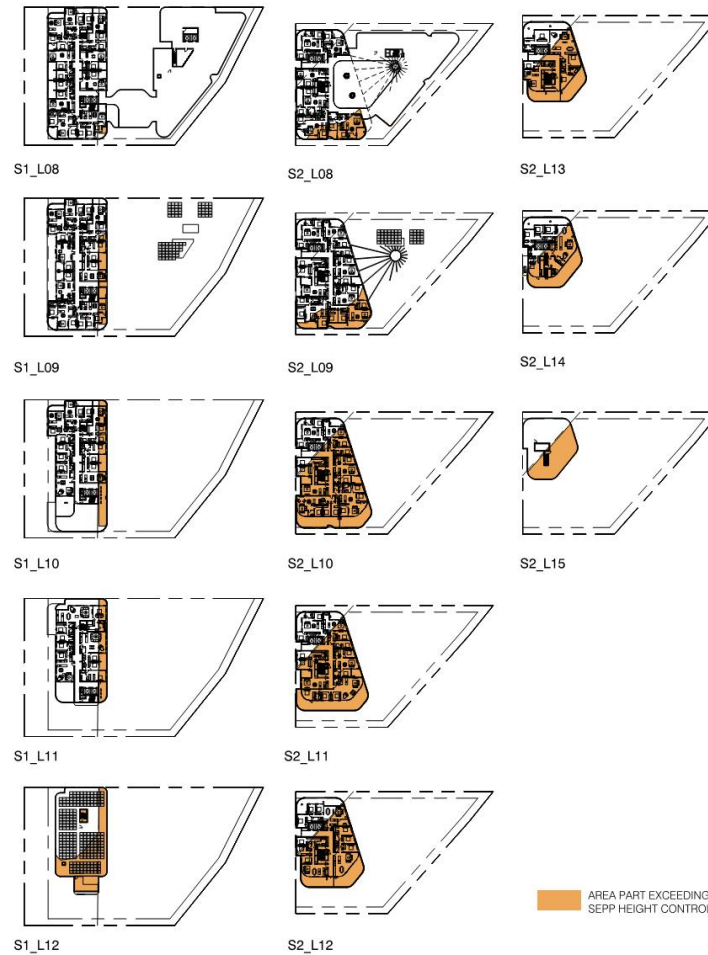 S1_L08
S2_L08
S2_L13
S1_L09
S2_L09
S2_L14
S1_L10
S2_L10
S2_L15
S1_L11
S2_L11
S1_L12
S2_L12
AREA PART EXCEEDING
SEPP HEIGHT CONTROL